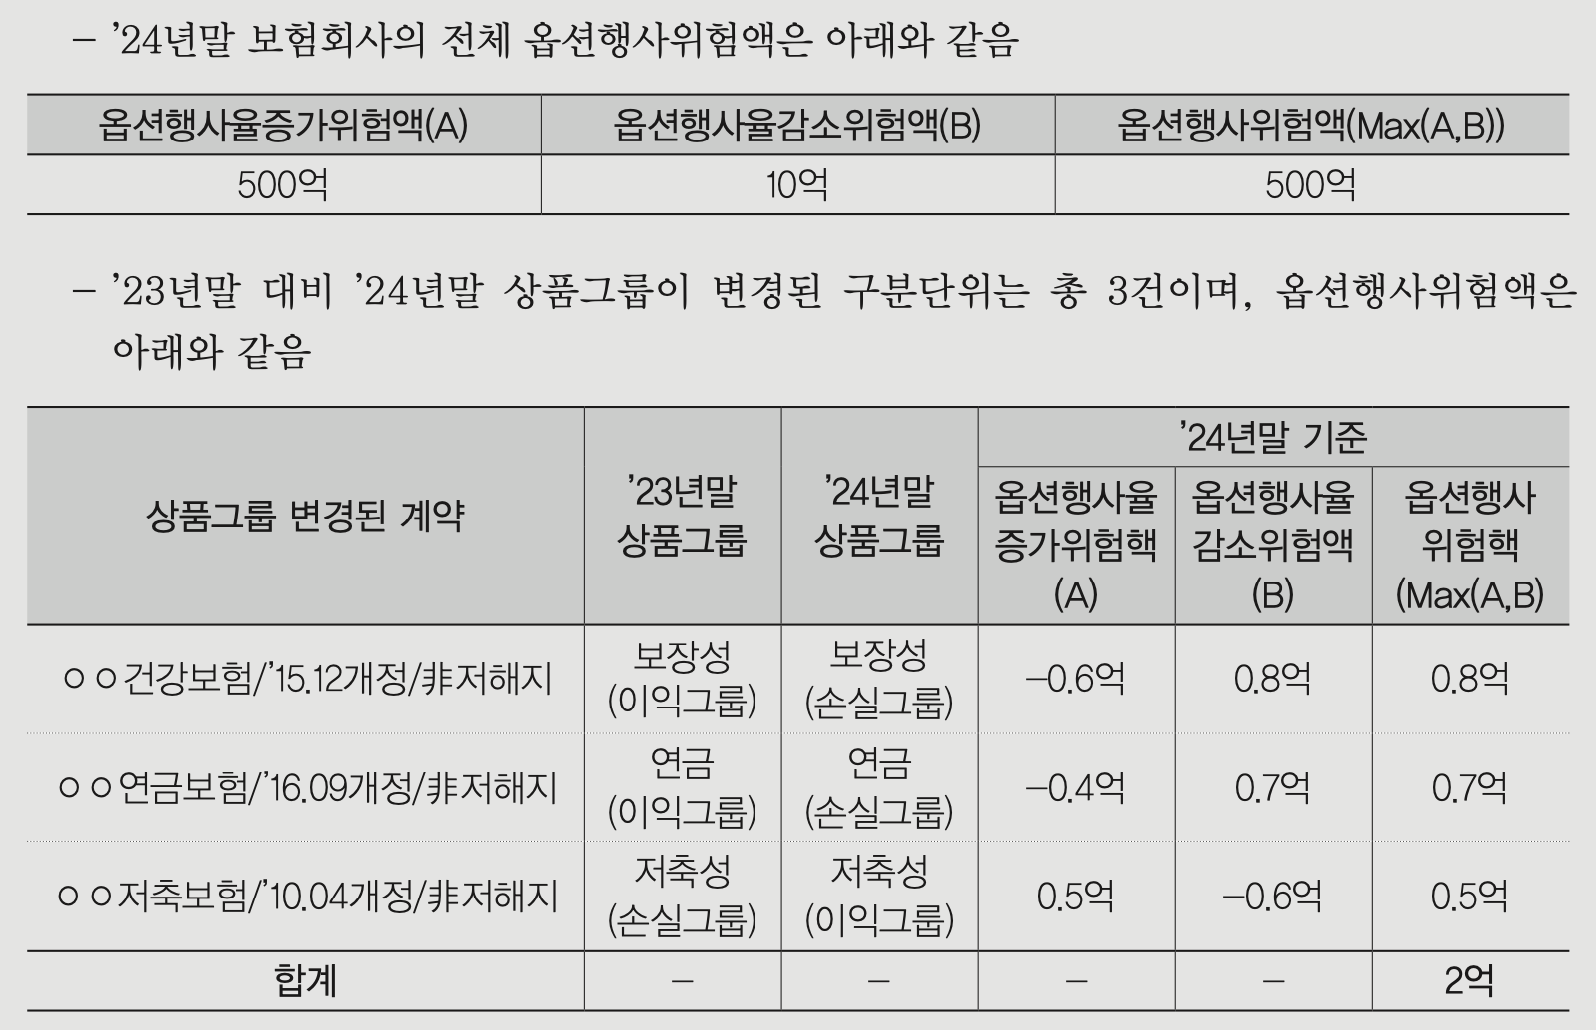 – ’24년말 보험회사의 전체 옵션행사위험액은 아래와 같음
옵션행사율증가위험액(A) 옵션행사율감소위험액(B) 옵션행사위험액(Max(A,B))
500억 10억 500억
– ’23년말 대비 ’24년말 상품그룹이 변경된 구분단위는 총 3건이며, 옵션행사위험액은
아래와 같음
상품그룹 변경된 계약
’23년말
상품그룹
’24년말
상품그룹
’24년말 기준
옵션행사율
증가위험핵
(A)
옵션행사율
감소위험액
(B)
옵션행사
위험핵
(Max(A,B)
ㅇㅇ건강보험/’15.12개정/非저해지
보장성
(이익그룹)
보장성
(손실그룹)
–0.6억 0.8억 0.8억
ㅇㅇ연금보험/’16.09개정/非저해지
연금
(이익그룹)
연금
(손실그룹)
–0.4억 0.7억 0.7억
ㅇㅇ저축보험/’10.04개정/非저해지
저축성
(손실그룹)
저축성
(이익그룹)
0.5억 –0.6억 0.5억
합계 – – – – 2억